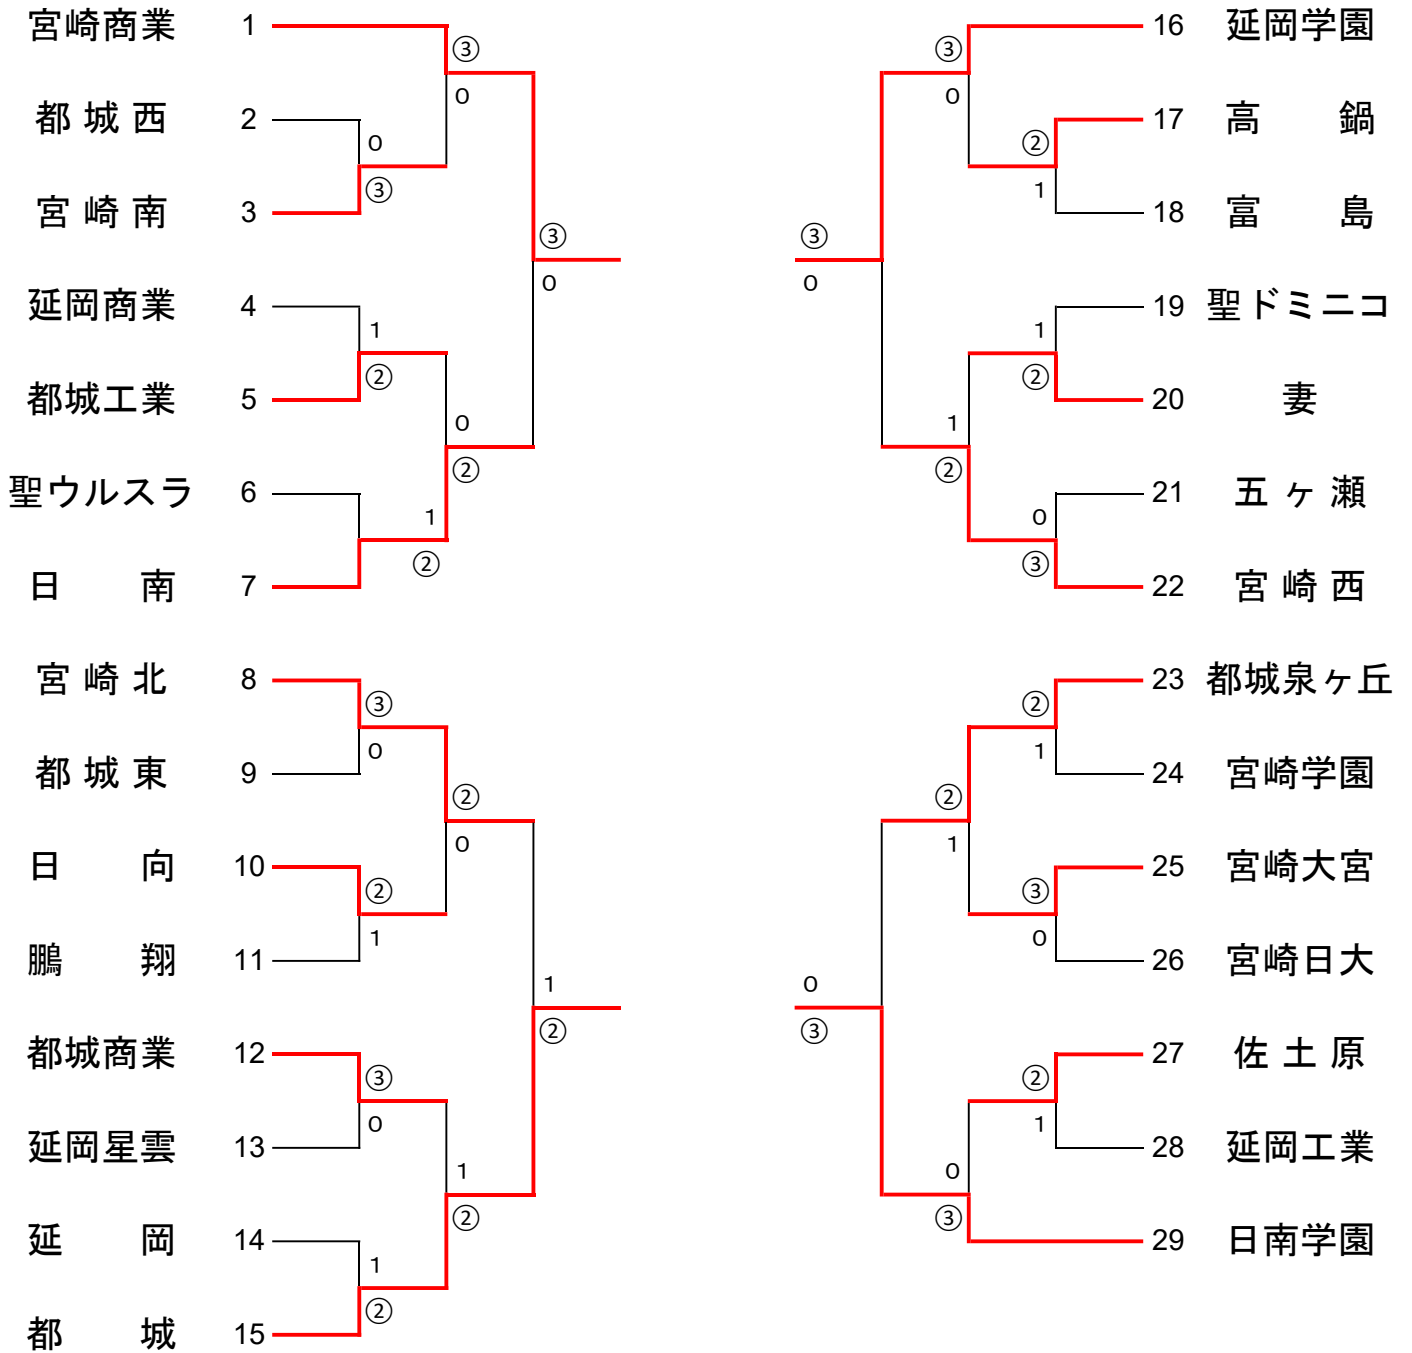 宮崎商業 1
都城西 2
宮崎南 3
延岡商業 4
都城工業 5
聖ウルスラ 6
日南 7
宮崎北 8
都城東 9
日向 10
鵬翔 11
都城商業 12
延岡星雲 13
延岡 14
都城 15
③
0
0
③
③
0
1
②
0
②
1
②
③
0
②
0
②
1
1
②
③
0
1
②
1
②
16 延岡学園
17 高鍋
18 富島
19 聖ドミニコ
20 妻
21 五ヶ瀬
22 宮崎西
23 都城泉ヶ丘
24 宮崎学園
25 宮崎大宮
26 宮崎日大
27 佐土原
28 延岡工業
29 日南学園
③
0
②
1
③
0
1
②
1
②
0
③
②
1
②
1
③
0
0
③
②
1
0
③